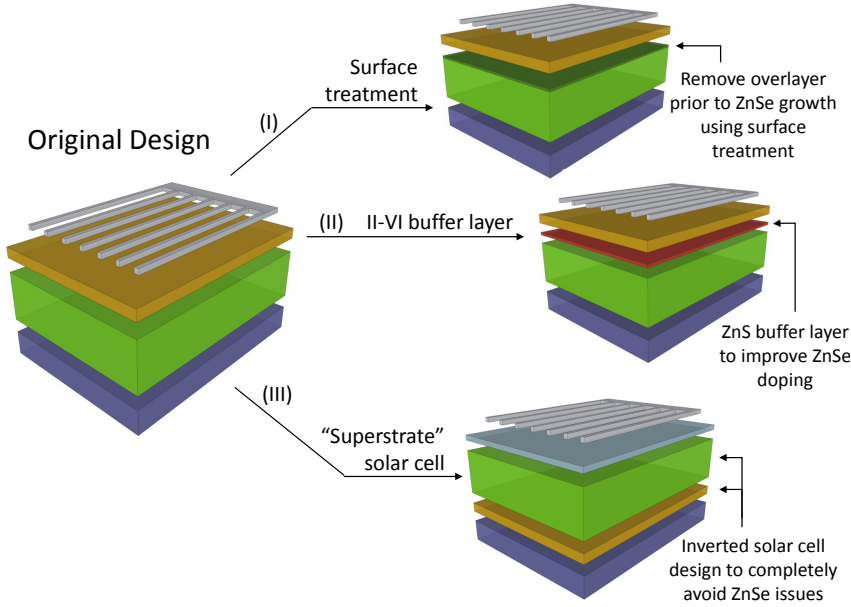 Original Design
(I)
Surface
treatment
Remove overlayer
prior to ZnSe growth
using surface
treatment
(II) II-VI buffer layer
ZnS buffer layer
to improve ZnSe
doping
(III)
“Superstrate”
solar cell
Inverted solar cell
design to completely
avoid ZnSe issues